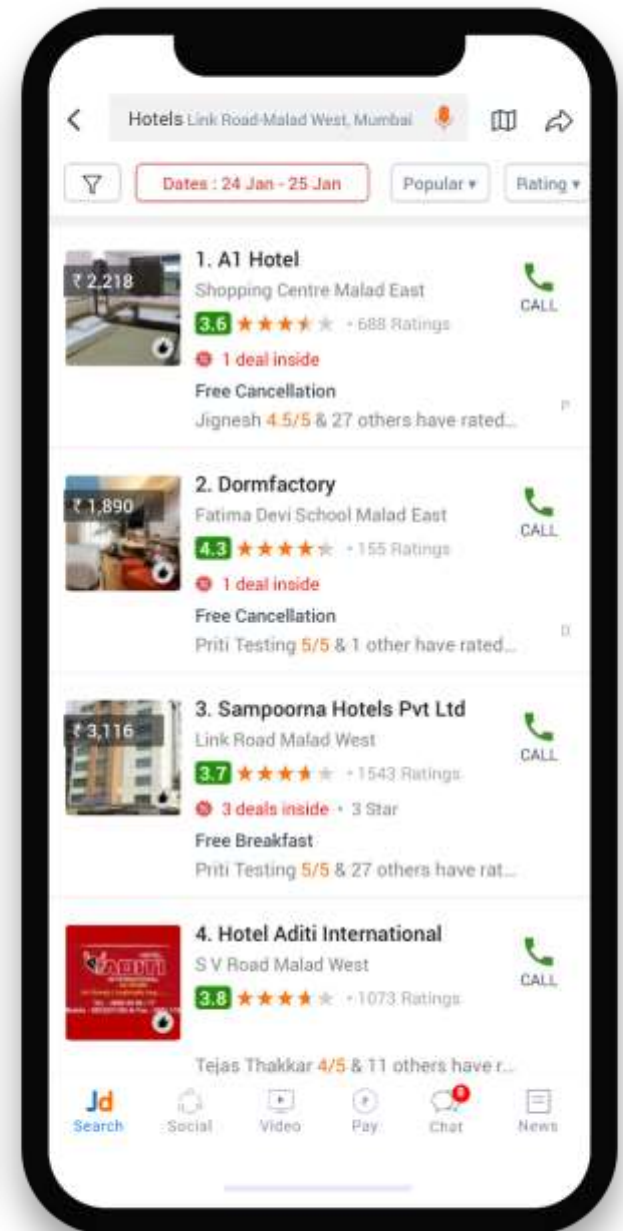 Hotels Link Road-Malad West, Mumbai
Dates : 24 Jan - 25 Jan
Popular
Rating
1. A1 Hotel
₹ 2,218
Shopping Centre Malad East
CALL
3.6 • 688 Ratings
1 deal inside
Free Cancellation
P
Jignesh 4.5/5 & 27 others have rated...
2. Dormfactory
₹ 1,890
Fatima Devi School Malad East
CALL
4.3 • 155 Ratings
1 deal inside
Free Cancellation
D
Priti Testing 5/5 & 1 other have rated...
3. Sampoorna Hotels Pvt Ltd
₹ 3,116
Link Road Malad West
CALL
3.7 • 1543 Ratings
3 deals inside • 3 Star
Free Breakfast
Priti Testing 5/5 & 27 others have rat...
4. Hotel Aditi International
HOTEL
ADITI
INTERNATIONAL
S V Road Malad West
CALL
3.8 • 1073 Ratings
Tejas Thakkar 4/5 & 11 others have r...
Jd
Search
Social
Video
Pay
8
Chat
News